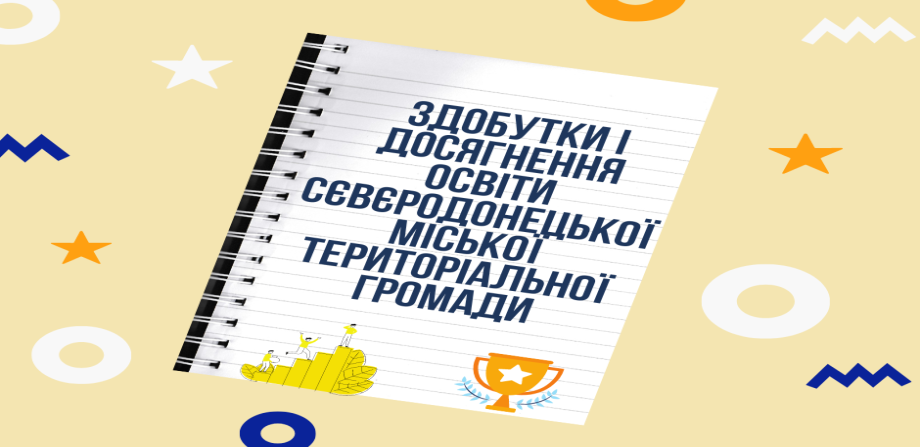 ЗДОБУТКИ І
ДОСЯГНЕННЯ
ОСВІТИ
СЄВЄРОДОНЕЦЬКОЇ
МІСЬКОЇ
ТЕРИТОРІАЛЬНОЇ
ГРОМАДИ